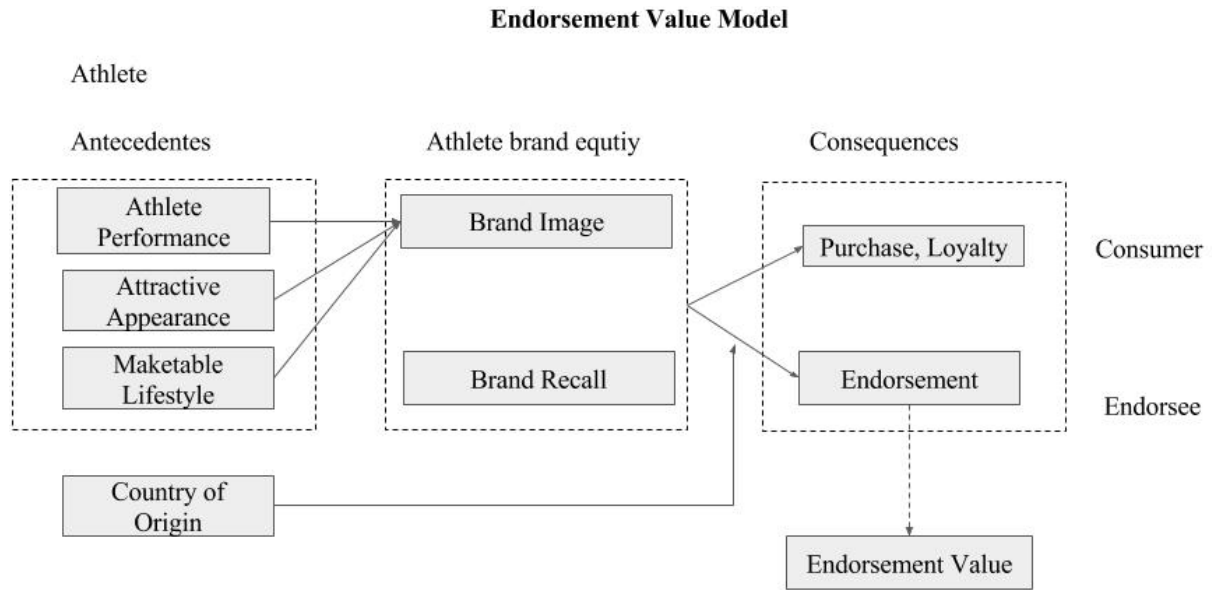 Endorsement Value Model
Athlete
Antecedentes
Athlete brand equtiy
Consequences
Athlete
Performance
Attractive
Appearance
Maketable
Lifestyle
Brand Image
Brand Recall
Purchase, Loyalty
Consumer
Endorsement
Endorsee
Country of
Origin
Endorsement Value